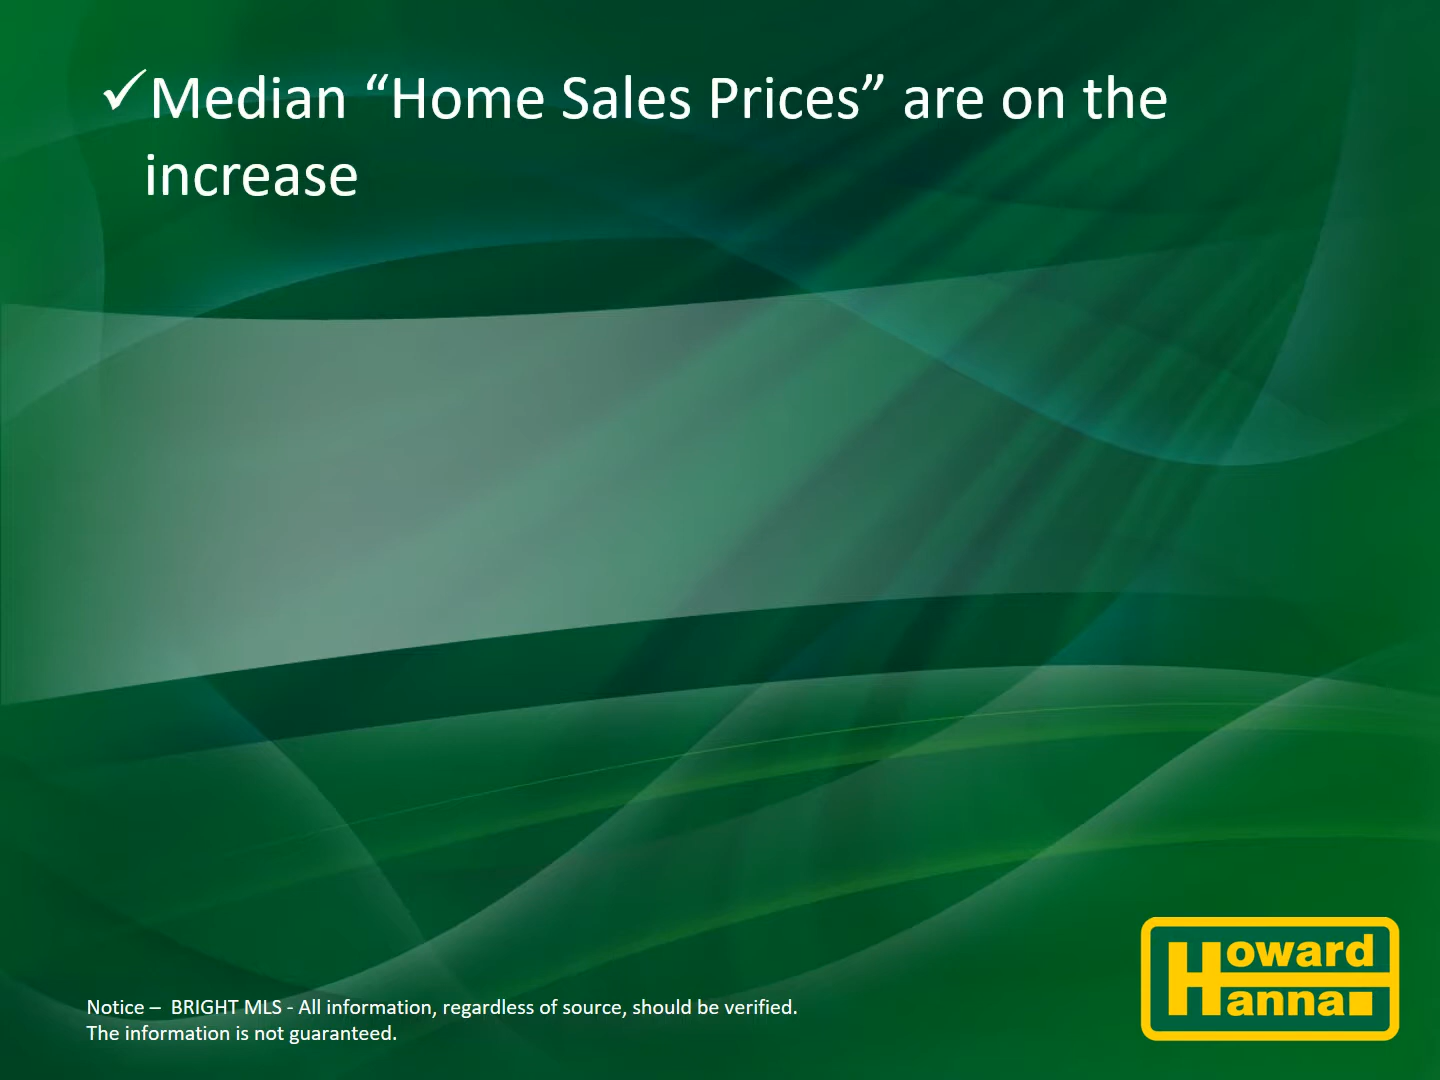 ✓Median “Home Sales Prices” are on the
increase
Notice –  BRIGHT MLS - All information, regardless of source, should be verified.
The information is not guaranteed.
Howard
Hanna